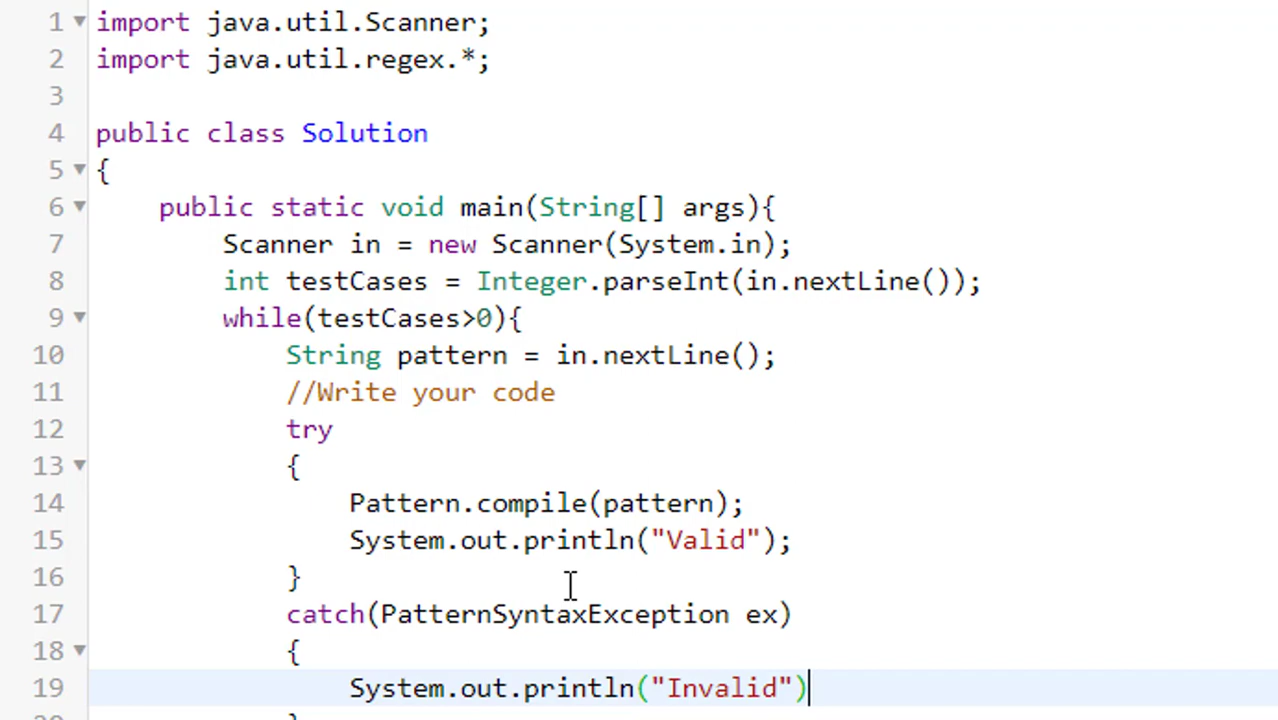 1 import java.util.Scanner;
2 import java.util.regex.*;
3
4 public class Solution
5 {
6     public static void main(String[] args){
7         Scanner in = new Scanner(System.in);
8         int testCases = Integer.parseInt(in.nextLine());
9         while(testCases>0){
10             String pattern = in.nextLine();
11             //Write your code
12             try
13             {
14                 Pattern.compile(pattern);
15                 System.out.println("Valid");
16             }
17             catch(PatternSyntaxException ex)
18             {
19                 System.out.println("Invalid")